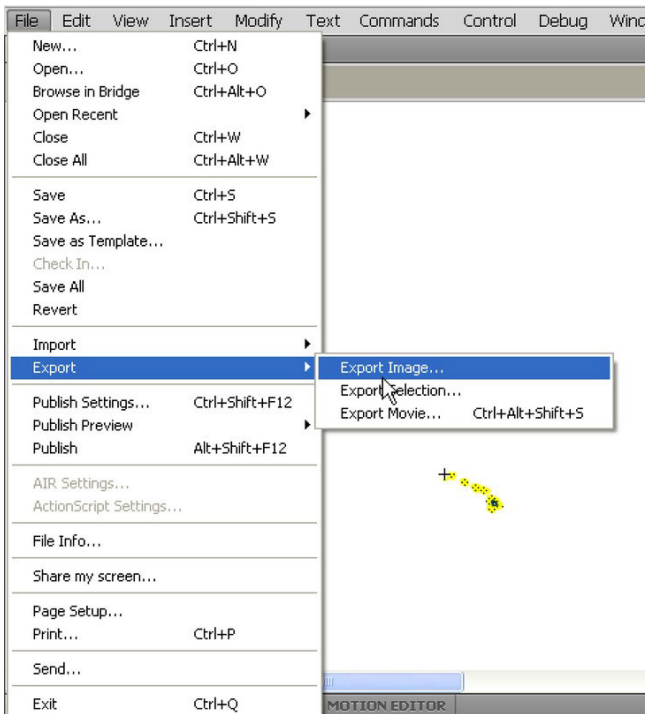 File Edit View Insert Modify Text Commands Control Debug Winc
New... Ctrl+N
Open... Ctrl+O
Browse in Bridge Ctrl+Alt+O
Open Recent
Close Ctrl+W
Close All Ctrl+Alt+W
Save Ctrl+S
Save As... Ctrl+Shift+S
Save as Template...
Check In...
Save All
Revert
Import
Export
Export Image...
Export Selection...
Export Movie... Ctrl+Alt+Shift+S
Publish Settings... Ctrl+Shift+F12
Publish Preview
Publish Alt+Shift+F12
AIR Settings...
ActionScript Settings...
File Info...
Share my screen...
Page Setup...
Print... Ctrl+P
Send...
Exit Ctrl+Q
MOTION EDITOR